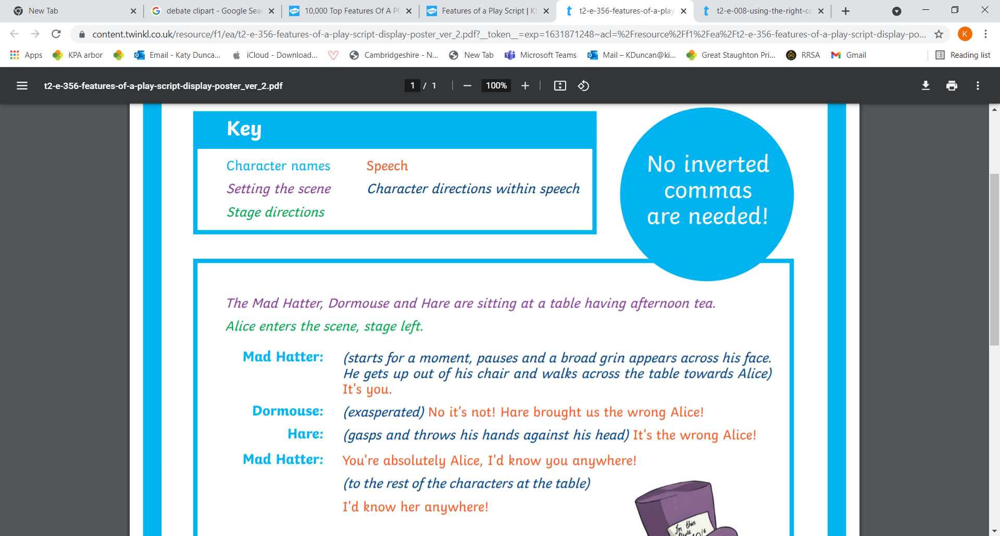 New Tab
debate clipart - Google Sea
10,000 Top Features Of A Pl
Features of a Play Script | KS
t2-e-356-features-of-a-play
t2-e-008-using-the-right-co
content.twinkl.co.uk/resource/f1/ea/t2-e-356-features-of-a-play-script-display-poster_ver_2.pdf?__token__=exp=1631871248~acl=%2Fresource%2Ff1%2Fea%2Ft2-e-356-features-of-a-play-script-display-po...
K
Apps
KPA arbor
Email - Katy Dunca...
iCloud - Download...
Cambridgeshire - N...
New Tab
Microsoft Teams
Mail – KDuncan@ki...
Great Staughton Pri...
RRSA
Gmail
Reading list
t2-e-356-features-of-a-play-script-display-poster_ver_2.pdf
1 / 1
100%
Key
Character names
Speech
Setting the scene
Character directions within speech
Stage directions
No inverted
commas
are needed!
The Mad Hatter, Dormouse and Hare are sitting at a table having afternoon tea.
Alice enters the scene, stage left.
Mad Hatter: (starts for a moment, pauses and a broad grin appears across his face.
He gets up out of his chair and walks across the table towards Alice)
It's you.
Dormouse: (exasperated) No it's not! Hare brought us the wrong Alice!
Hare: (gasps and throws his hands against his head) It's the wrong Alice!
Mad Hatter: You're absolutely Alice, I'd know you anywhere!
(to the rest of the characters at the table)
I'd know her anywhere!
In this